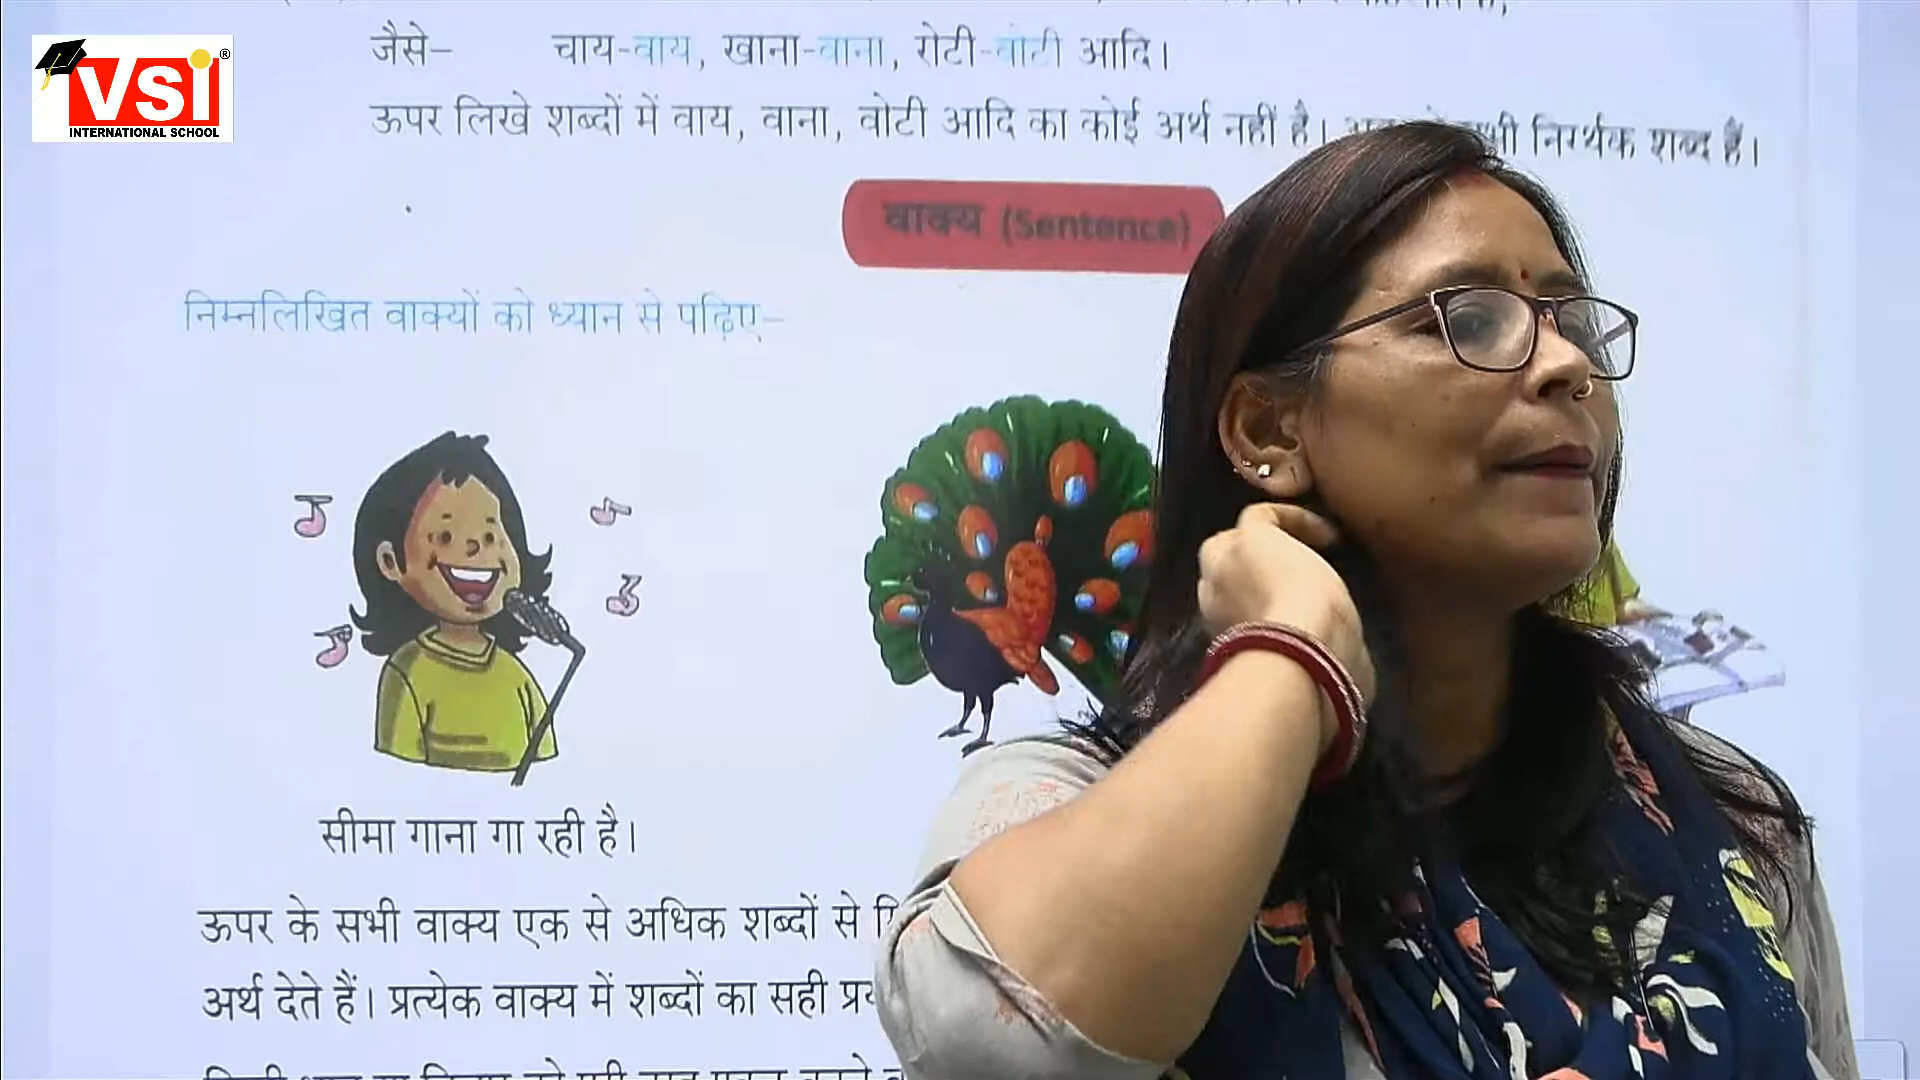 VSI
INTERNATIONAL SCHOOL
जैसे– चाय-वाय, खाना-वाना, रोटी-वोटी आदि।
ऊपर लिखे शब्दों में वाय, वाना, वोटी आदि का कोई अर्थ नहीं है। निरर्थक शब्द हैं।
वाक्य (Sentence)
निम्नलिखित वाक्यों को ध्यान से पढ़िए–
सीमा गाना गा रही है।
ऊपर के सभी वाक्य एक से अधिक शब्दों से
अर्थ देते हैं। प्रत्येक वाक्य में शब्दों का सही